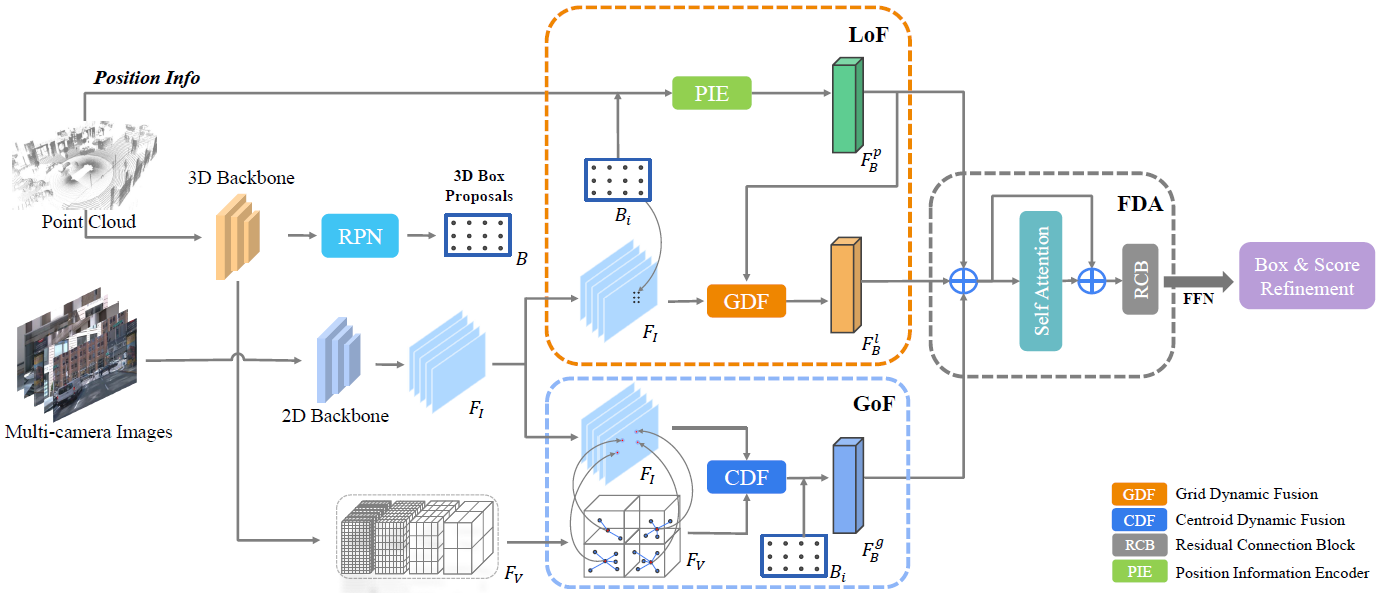 LoF
Position Info
PIE
F_B^p
3D Backbone
3D Box
Proposals
Point Cloud
RPN
B
B_i
FDA
F_I
GDF
F_B^l
Self Attention
RCB
FFN
Box & Score
Refinement
2D Backbone
F_I
Multi-camera Images
GoF
F_I
CDF
F_V
F_V
B_i
F_B^g
GDF Grid Dynamic Fusion
CDF Centroid Dynamic Fusion
RCB Residual Connection Block
PIE Position Information Encoder